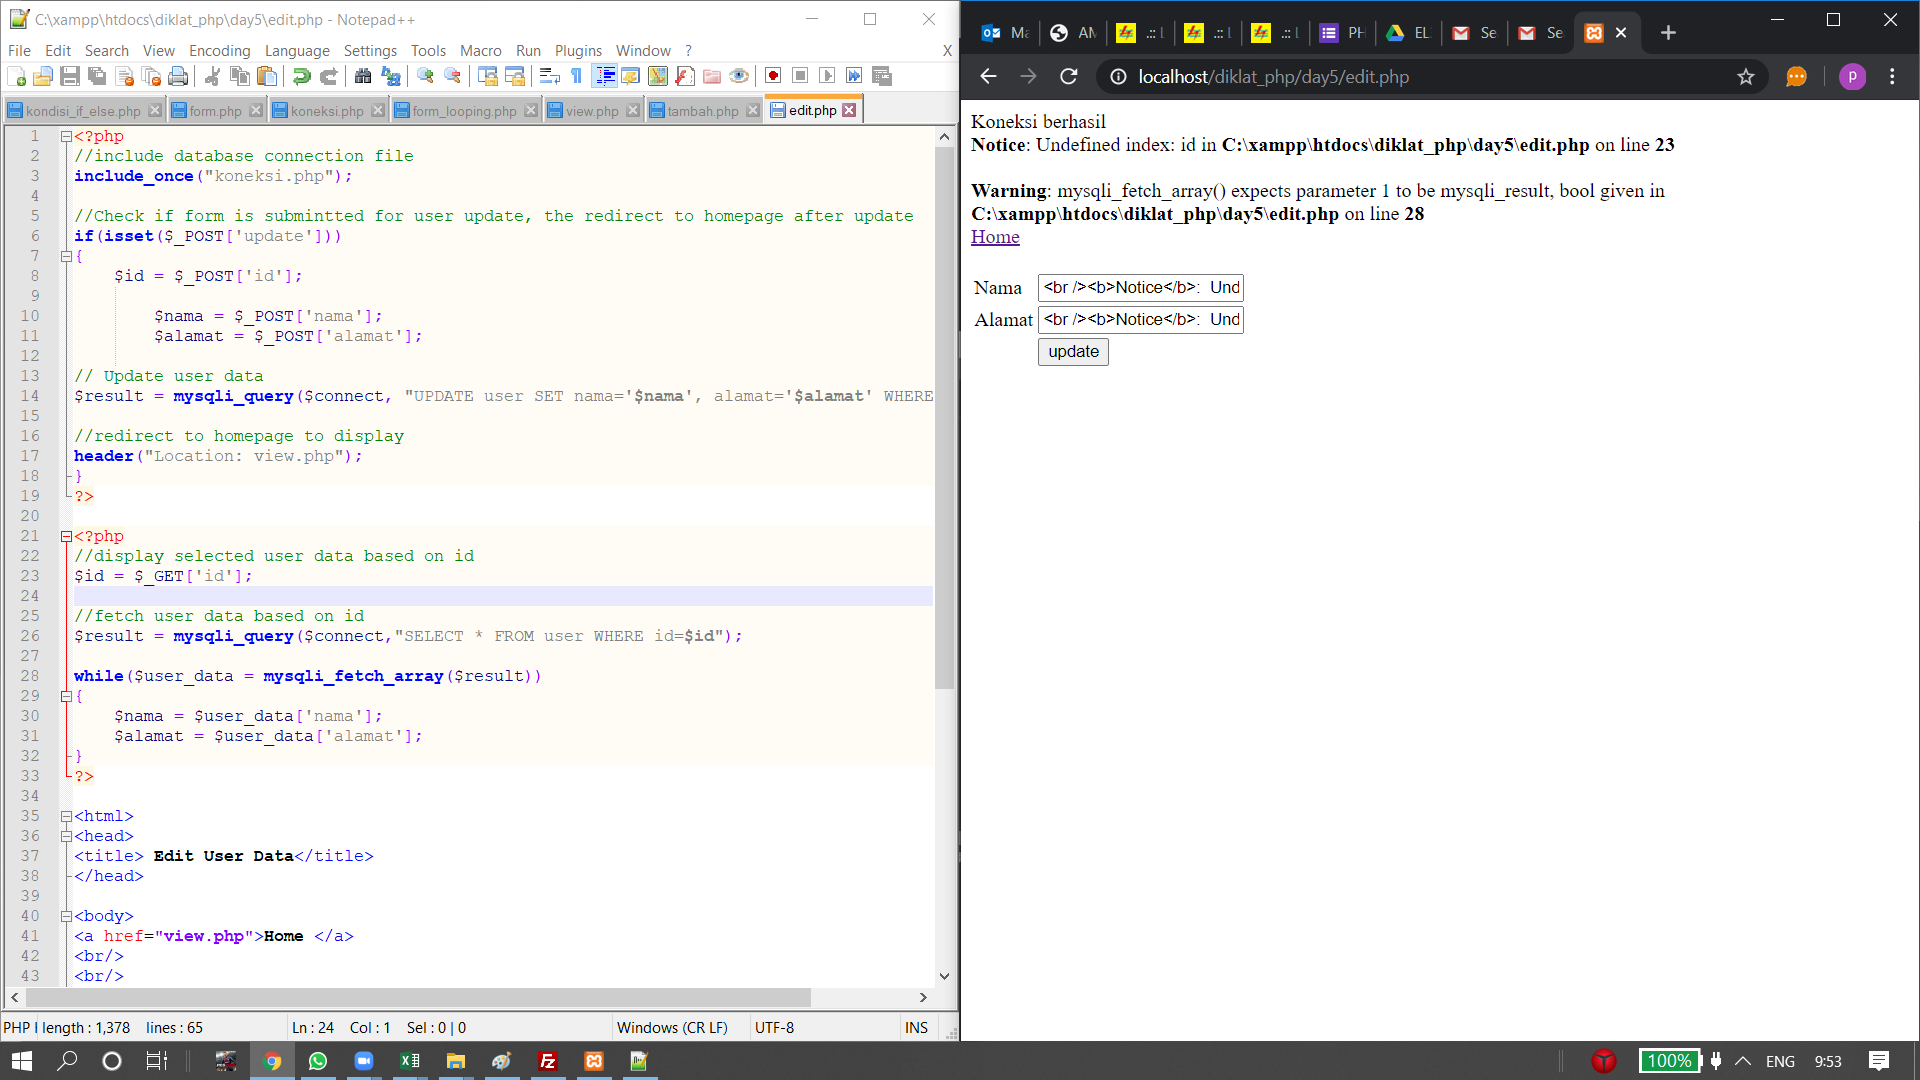 C:\xampp\htdocs\diklat_php\day5\edit.php - Notepad++
File Edit Search View Encoding Language Settings Tools Macro Run Plugins Window ? X
kondisi_if_else.php form.php koneksi.php form_looping.php view.php tambah.php edit.php
1 <?php
2 //include database connection file
3 include_once("koneksi.php");
4
5 //Check if form is submintted for user update, the redirect to homepage after update
6 if(isset($_POST['update']))
7 {
8 $id = $_POST['id'];
9
10 $nama = $_POST['nama'];
11 $alamat = $_POST['alamat'];
12
13 // Update user data
14 $result = mysqli_query($connect, "UPDATE user SET nama='$nama', alamat='$alamat' WHERE
15
16 //redirect to homepage to display
17 header("Location: view.php");
18 }
19 ?>
20
21 <?php
22 //display selected user data based on id
23 $id = $_GET['id'];
24
25 //fetch user data based on id
26 $result = mysqli_query($connect,"SELECT * FROM user WHERE id=$id");
27
28 while($user_data = mysqli_fetch_array($result))
29 {
30 $nama = $user_data['nama'];
31 $alamat = $user_data['alamat'];
32 }
33 ?>
34
35 <html>
36 <head>
37 <title> Edit User Data</title>
38 </head>
39
40 <body>
41 <a href="view.php">Home </a>
42 <br/>
43 <br/>
PHP length : 1,378 lines : 65 Ln : 24 Col : 1 Sel : 0 | 0 Windows (CR LF) UTF-8 INS
Ma AM .:: .:: .:: PH EL Se Se
localhost/diklat_php/day5/edit.php
p
Koneksi berhasil
Notice: Undefined index: id in C:\xampp\htdocs\diklat_php\day5\edit.php on line 23
Warning: mysqli_fetch_array() expects parameter 1 to be mysqli_result, bool given in
C:\xampp\htdocs\diklat_php\day5\edit.php on line 28
Home
Nama <br /><b>Notice</b>: Und
Alamat <br /><b>Notice</b>: Und
update
100% ENG 9:53